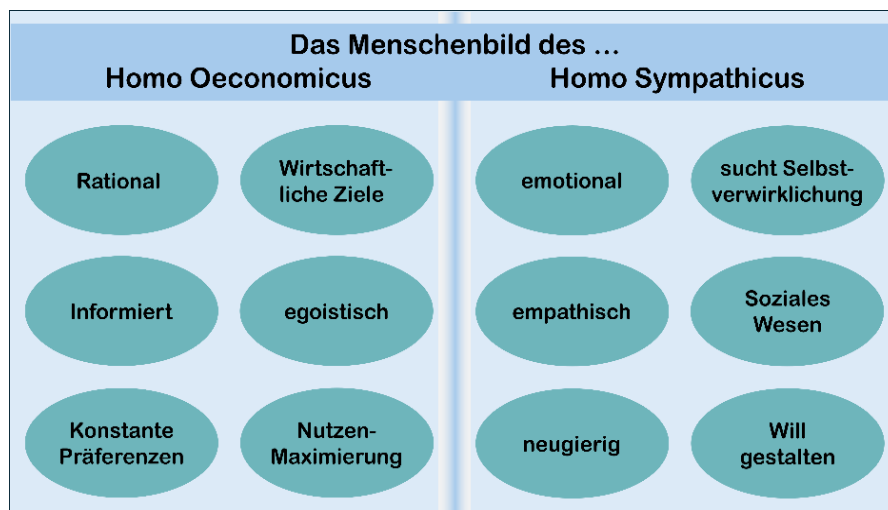 Das Menschenbild des ...
Homo Oeconomicus
Homo Sympathicus
Rational
Wirtschaft-
liche Ziele
Informiert
egoistisch
Konstante
Präferenzen
Nutzen-
Maximierung
emotional
sucht Selbst-
verwirklichung
empathisch
Soziales
Wesen
neugierig
Will
gestalten